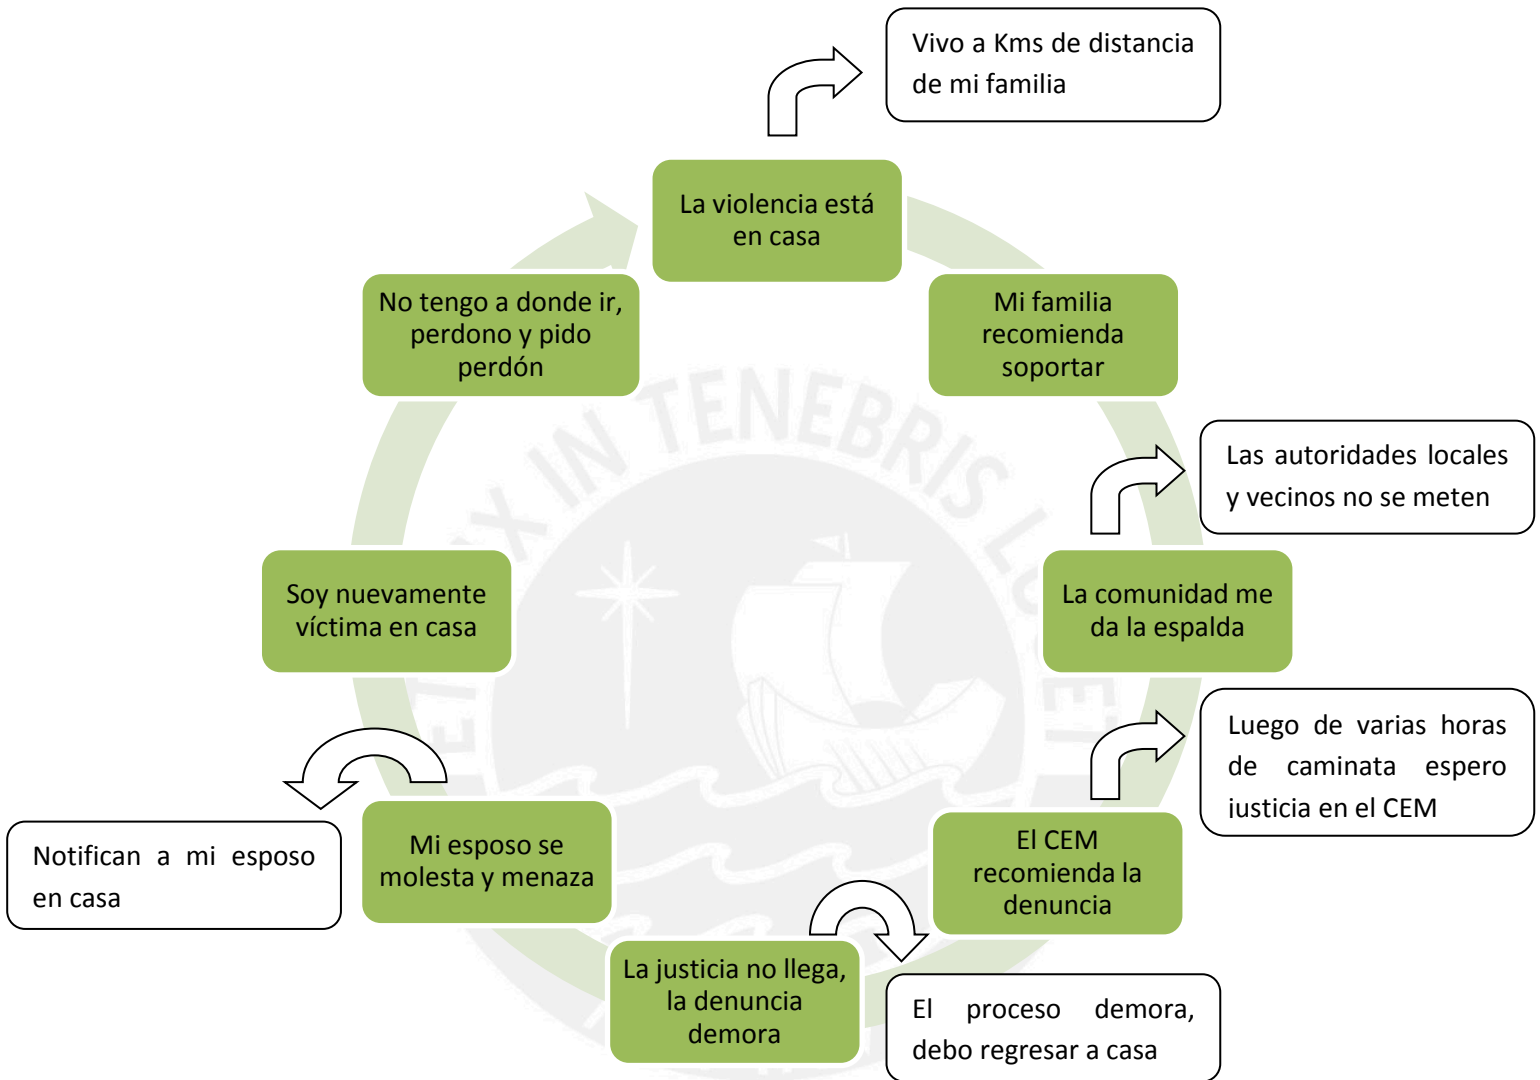 Vivo a Kms de distancia
de mi familia
La violencia está
en casa
Mi familia
recomienda
soportar
Las autoridades locales
y vecinos no se meten
La comunidad me
da la espalda
Luego de varias horas
de caminata espero
justicia en el CEM
El CEM
recomienda la
denuncia
El proceso demora,
debo regresar a casa
La justicia no llega,
la denuncia
demora
Mi esposo se
molesta y menaza
Notifican a mi esposo
en casa
Soy nuevamente
víctima en casa
No tengo a donde ir,
perdono y pido
perdón
ET LUX IN TENEBRIS LUCET